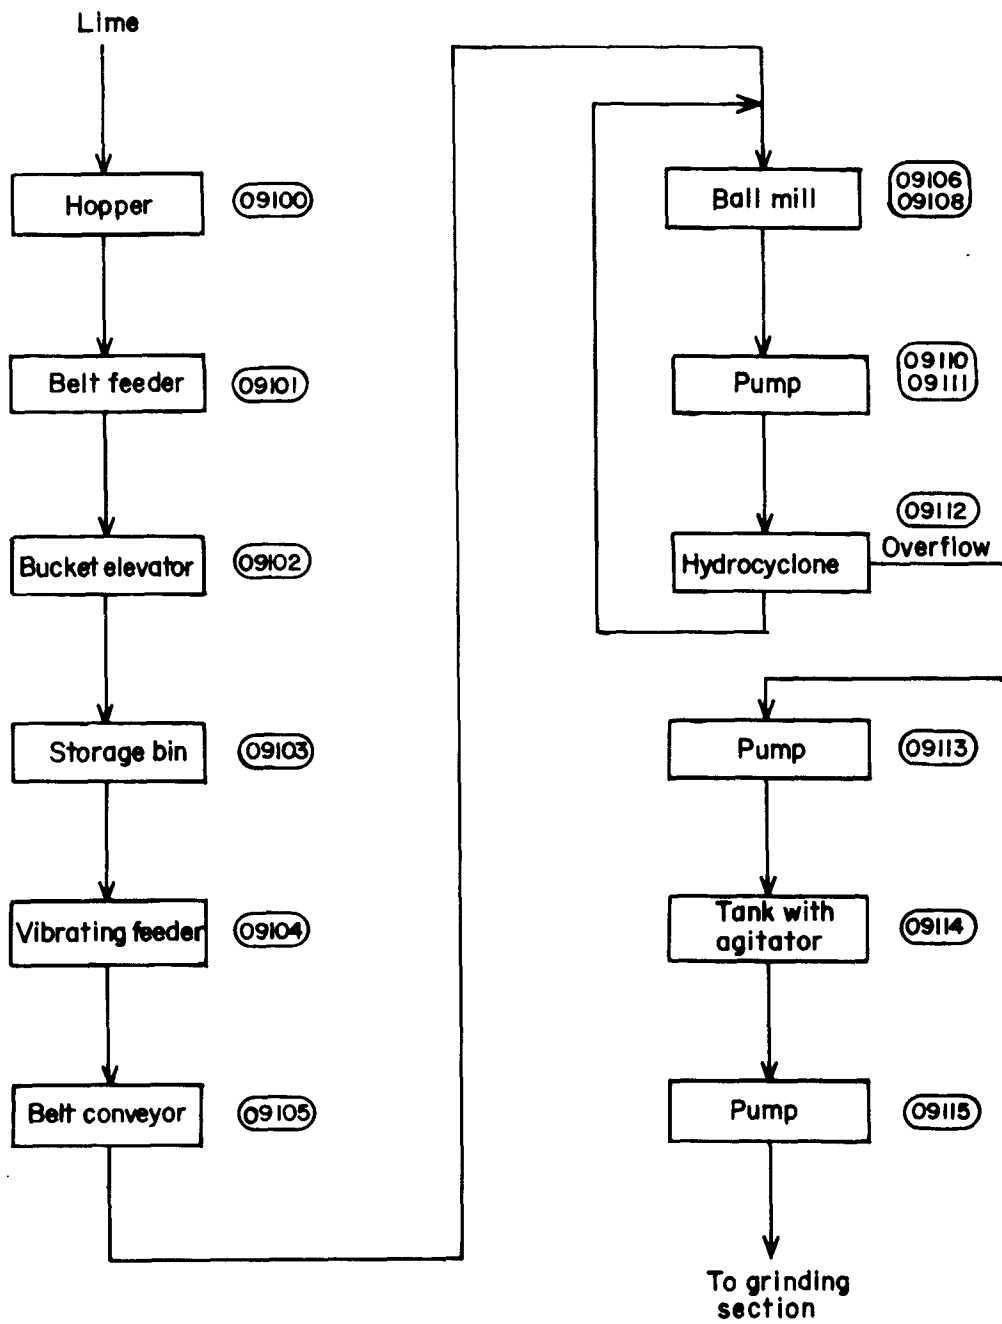 Lime
Hopper
09100
Belt feeder
09101
Bucket elevator
09102
Storage bin
09103
Vibrating feeder
09104
Belt conveyor
09105
Ball mill
09106
09108
Pump
09110
09111
09112
Hydrocyclone
Overflow
Pump
09113
Tank with
agitator
09114
Pump
09115
To grinding
section